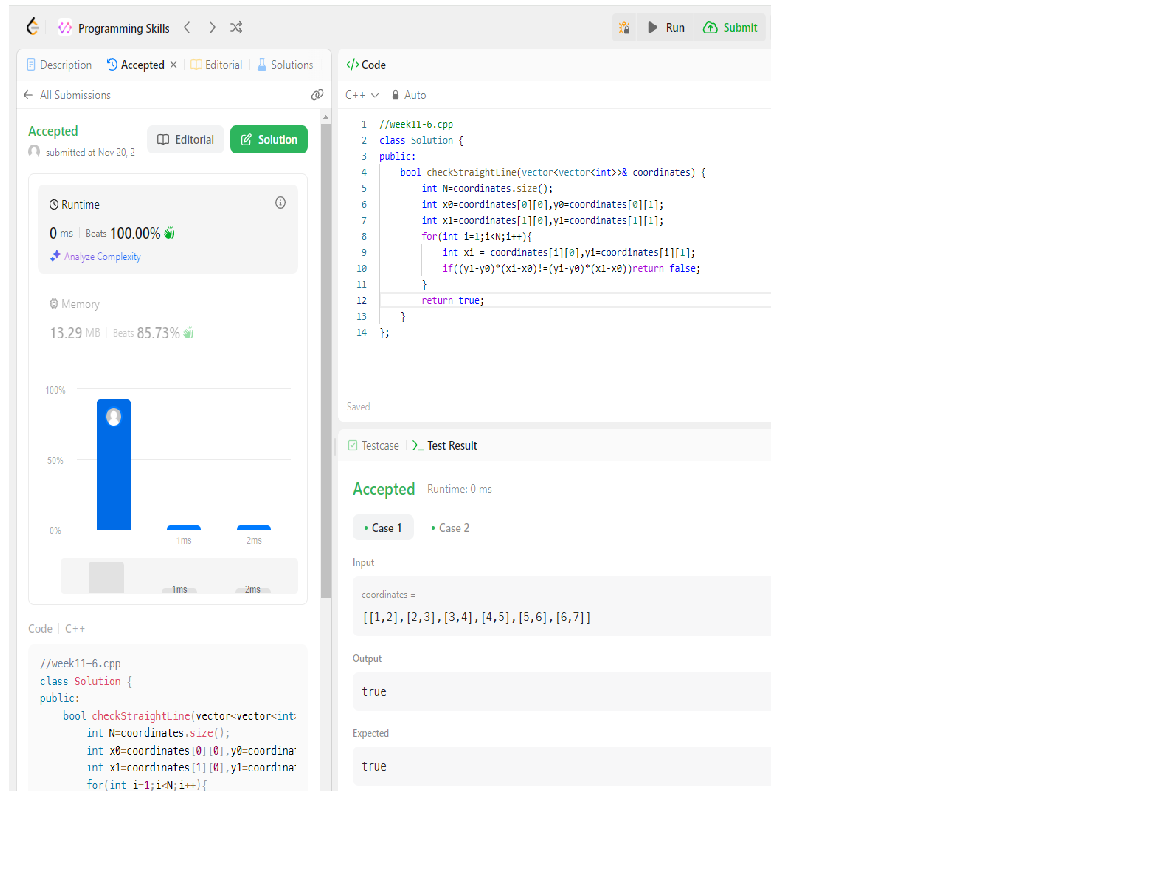 Programming Skills
Run
Submit
Description
Accepted
Editorial
Solutions
All Submissions
Accepted
submitted at Nov 20, 2
Editorial
Solution
Runtime
0 ms
Beats 100.00%
Analyze Complexity
Memory
13.29 MB
Beats 85.73%
100%
50%
0%
1ms
2ms
1ms
2ms
Code
C++
//week11-6.cpp
class Solution {
public:
bool checkStraightLine(vector<vector<int>
int N=coordinates.size();
int x0=coordinates[0][0],y0=coordinat
int x1=coordinates[1][0],y1=coordinat
for(int i=1;i<N;i++){
</> Code
C++
Auto
1 //week11-6.cpp
2 class Solution {
3 public:
4 bool checkStraightLine(vector<vector<int>>& coordinates) {
5 int N=coordinates.size();
6 int x0=coordinates[0][0],y0=coordinates[0][1];
7 int x1=coordinates[1][0],y1=coordinates[1][1];
8 for(int i=1;i<N;i++){
9 int xi = coordinates[i][0],yi=coordinates[i][1];
10 if((y1-y0)*(xi-x0)!=(yi-y0)*(x1-x0))return false;
11 }
12 return true;
13 }
14 };
Saved
Testcase
Test Result
Accepted
Runtime: 0 ms
Case 1
Case 2
Input
coordinates =
[[1,2],[2,3],[3,4],[4,5],[5,6],[6,7]]
Output
true
Expected
true